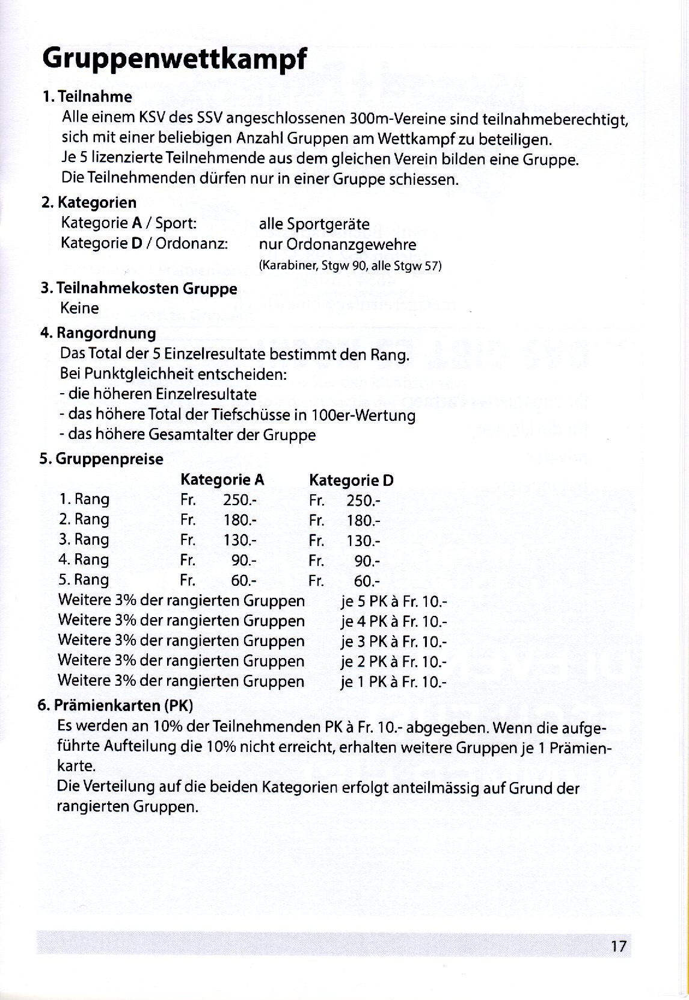 Gruppenwettkampf
1. Teilnahme
Alle einem KSV des SSV angeschlossenen 300m-Vereine sind teilnahmeberechtigt,
sich mit einer beliebigen Anzahl Gruppen am Wettkampf zu beteiligen.
Je 5 lizenzierte Teilnehmende aus dem gleichen Verein bilden eine Gruppe.
Die Teilnehmenden dürfen nur in einer Gruppe schiessen.
2. Kategorien
Kategorie A / Sport: alle Sportgeräte
Kategorie D / Ordonanz: nur Ordonanzgewehre
(Karabiner, Stgw 90, alle Stgw 57)
3. Teilnahmekosten Gruppe
Keine
4. Rangordnung
Das Total der 5 Einzelresultate bestimmt den Rang.
Bei Punktgleichheit entscheiden:
- die höheren Einzelresultate
- das höhere Total der Tiefschüsse in 100er-Wertung
- das höhere Gesamtalter der Gruppe
5. Gruppenpreise
Kategorie A Kategorie D
1. Rang Fr. 250.- Fr. 250.-
2. Rang Fr. 180.- Fr. 180.-
3. Rang Fr. 130.- Fr. 130.-
4. Rang Fr. 90.- Fr. 90.-
5. Rang Fr. 60.- Fr. 60.-
Weitere 3% der rangierten Gruppen je 5 PK à Fr. 10.-
Weitere 3% der rangierten Gruppen je 4 PK à Fr. 10.-
Weitere 3% der rangierten Gruppen je 3 PK à Fr. 10.-
Weitere 3% der rangierten Gruppen je 2 PK à Fr. 10.-
Weitere 3% der rangierten Gruppen je 1 PK à Fr. 10.-
6. Prämienkarten (PK)
Es werden an 10% der Teilnehmenden PK à Fr. 10.- abgegeben. Wenn die aufge-
führte Aufteilung die 10% nicht erreicht, erhalten weitere Gruppen je 1 Prämien-
karte.
Die Verteilung auf die beiden Kategorien erfolgt anteilmässig auf Grund der
rangierten Gruppen.
17